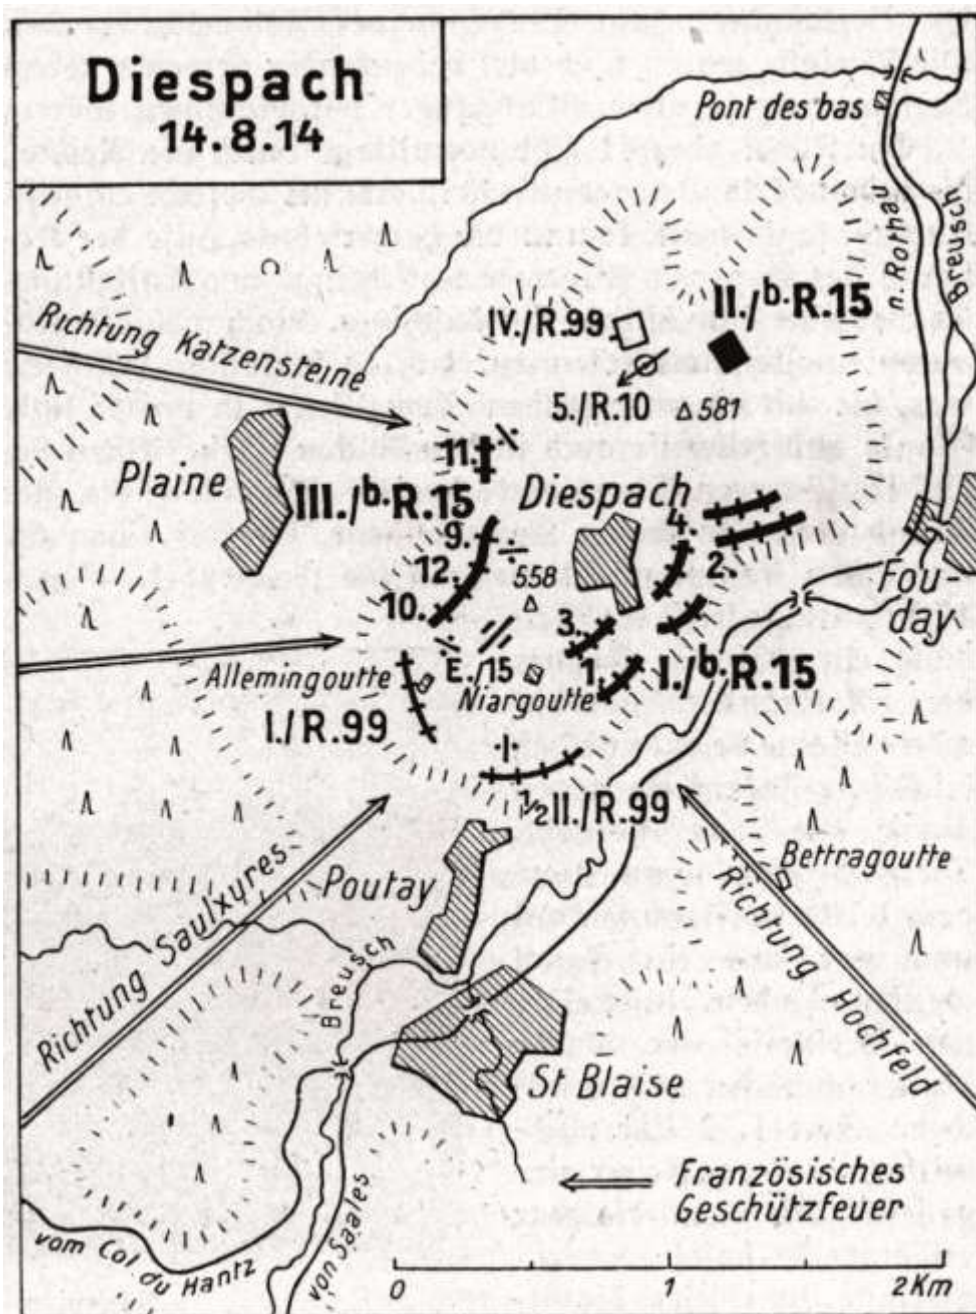 Diespach
14.8.14
Pont des bas
n. Rothau
Breusch
Richtung Katzensteine
IV./R.99
II./b.R.15
5./R.10
581
Plaine
11.
III./b.R.15
Diespach
9.
4.
12.
558
2.
10.
Fou-
day
3.
E./15
1.
I./b.R.15
Allemingoutte
Niargoutte
I./R.99
½II./R.99
Bettragoutte
Poutay
Richtung Saulxyres
Richtung Hochfeld
Breusch
St Blaise
Französisches
Geschützfeuer
vom Col du Hantz
von Saales
0 1 2 Km